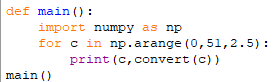 def main():
    import numpy as np
    for c in np.arange(0,51,2.5):
        print(c,convert(c))
main()